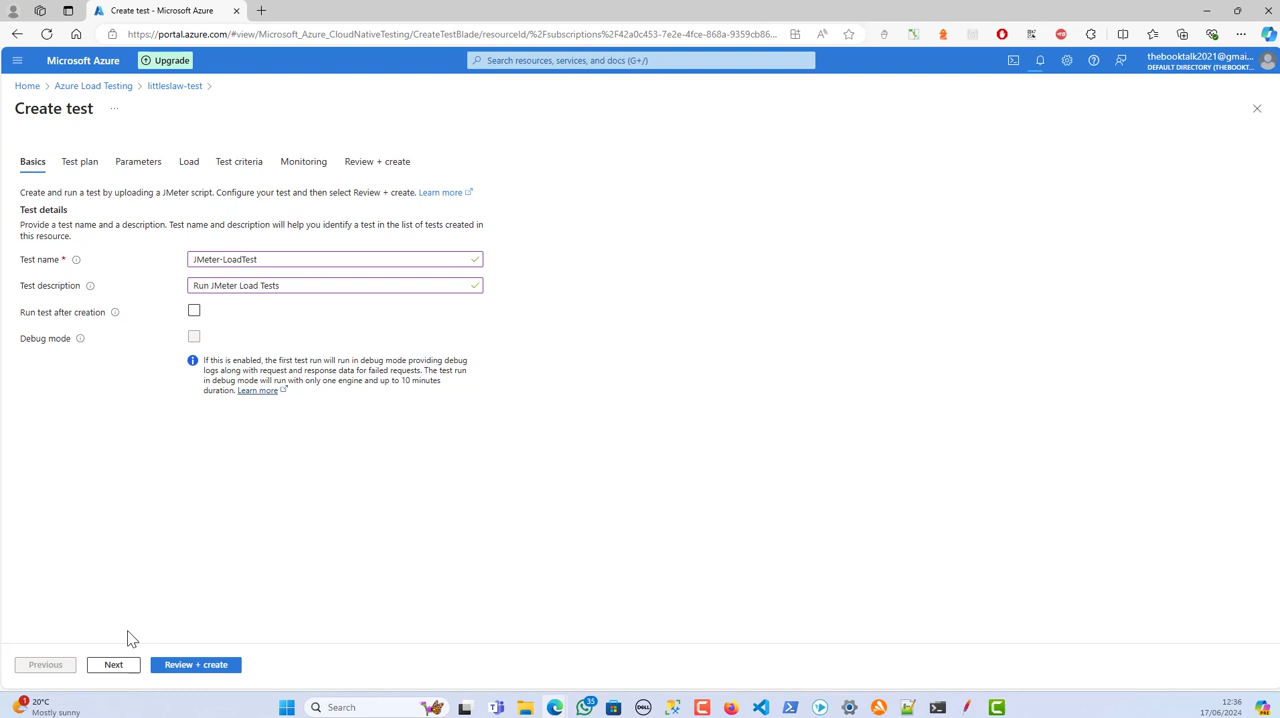 Create test - Microsoft Azure
https://portal.azure.com/#view/Microsoft_Azure_CloudNativeTesting/CreateTestBlade/resourceId/%2Fsubscriptions%2F42a0c453-7e2e-4fce-868a-9359cb86...
Microsoft Azure
Upgrade
Search resources, services, and docs (G+/)
thebooktalk2021@gmai...
DEFAULT DIRECTORY (THEBOOKT...
Home > Azure Load Testing > littleslaw-test >
Create test ...
Basics Test plan Parameters Load Test criteria Monitoring Review + create
Create and run a test by uploading a JMeter script. Configure your test and then select Review + create. Learn more
Test details
Provide a test name and a description. Test name and description will help you identify a test in the list of tests created in
this resource.
Test name * JMeter-LoadTest
Test description Run JMeter Load Tests
Run test after creation
Debug mode
If this is enabled, the first test run will run in debug mode providing debug
logs along with request and response data for failed requests. The test run
in debug mode will run with only one engine and up to 10 minutes
duration. Learn more
Previous Next Review + create
1
20°C
Mostly sunny
Search
35
12:36
17/06/2024